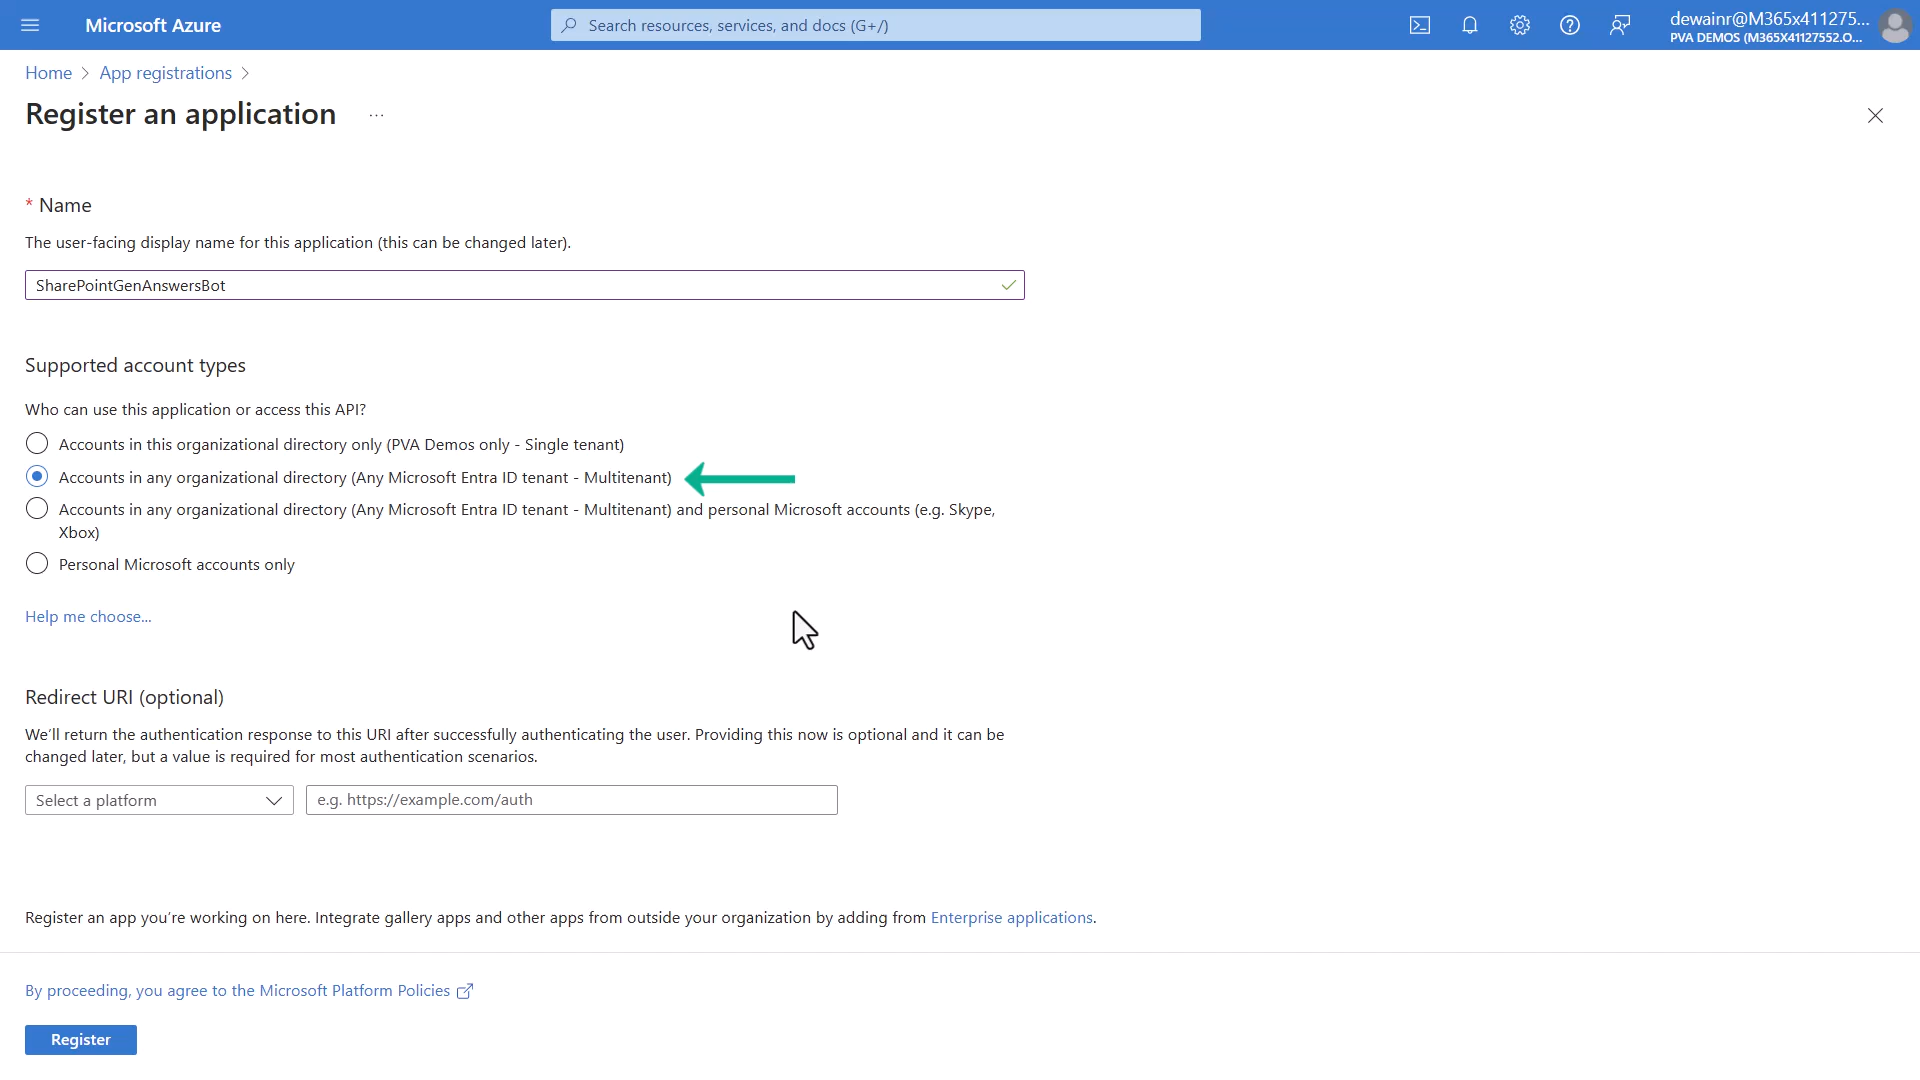 Microsoft Azure
Search resources, services, and docs (G+/)
dewainr@M365x411275...
PVA DEMOS (M365X41127552.O...
Home
App registrations
Register an application
...
* Name
The user-facing display name for this application (this can be changed later).
SharePointGenAnswersBot
Supported account types
Who can use this application or access this API?
Accounts in this organizational directory only (PVA Demos only - Single tenant)
Accounts in any organizational directory (Any Microsoft Entra ID tenant - Multitenant)
Accounts in any organizational directory (Any Microsoft Entra ID tenant - Multitenant) and personal Microsoft accounts (e.g. Skype,
Xbox)
Personal Microsoft accounts only
Help me choose...
Redirect URI (optional)
We'll return the authentication response to this URI after successfully authenticating the user. Providing this now is optional and it can be
changed later, but a value is required for most authentication scenarios.
Select a platform
e.g. https://example.com/auth
Register an app you're working on here. Integrate gallery apps and other apps from outside your organization by adding from Enterprise applications.
By proceeding, you agree to the Microsoft Platform Policies
Register